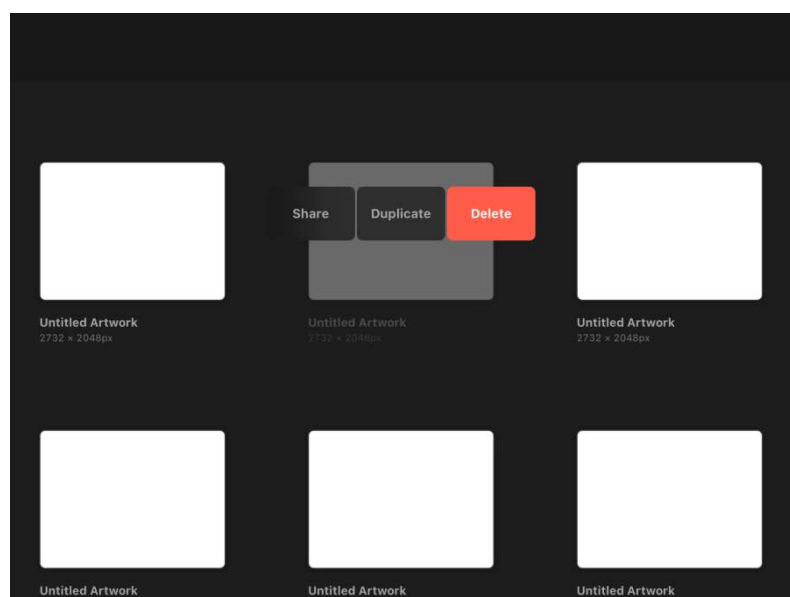 Share Duplicate Delete
Untitled Artwork Untitled Artwork Untitled Artwork
2732 × 2048px 2732 × 2048px 2732 × 2048px
Untitled Artwork Untitled Artwork Untitled Artwork